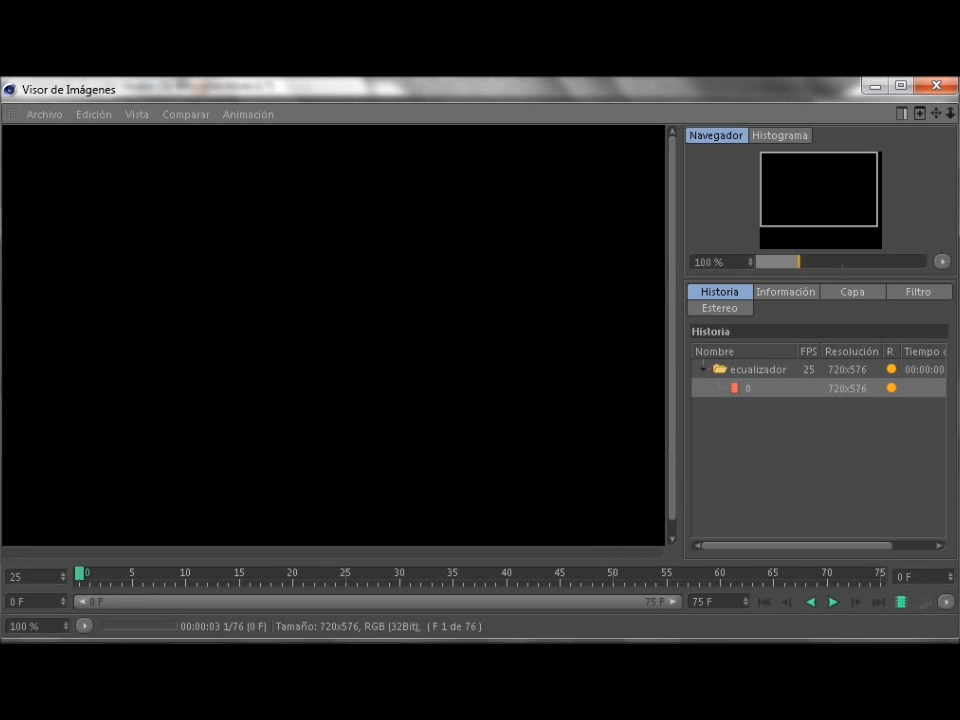 Visor de Imágenes
Archivo Edición Vista Comparar Animación
Navegador Histograma
100 %
Historia Información Capa Filtro
Estereo
Historia
Nombre FPS Resolución R Tiempo
ecualizador 25 720x576 00:00:00
0 720x576
25 0 5 10 15 20 25 30 35 40 45 50 55 60 65 70 75 0 F
0 F 0 F 75 F 75 F
100 % 00:00:03 1/76 (0 F) Tamaño: 720x576, RGB (32Bit), ( F 1 de 76 )